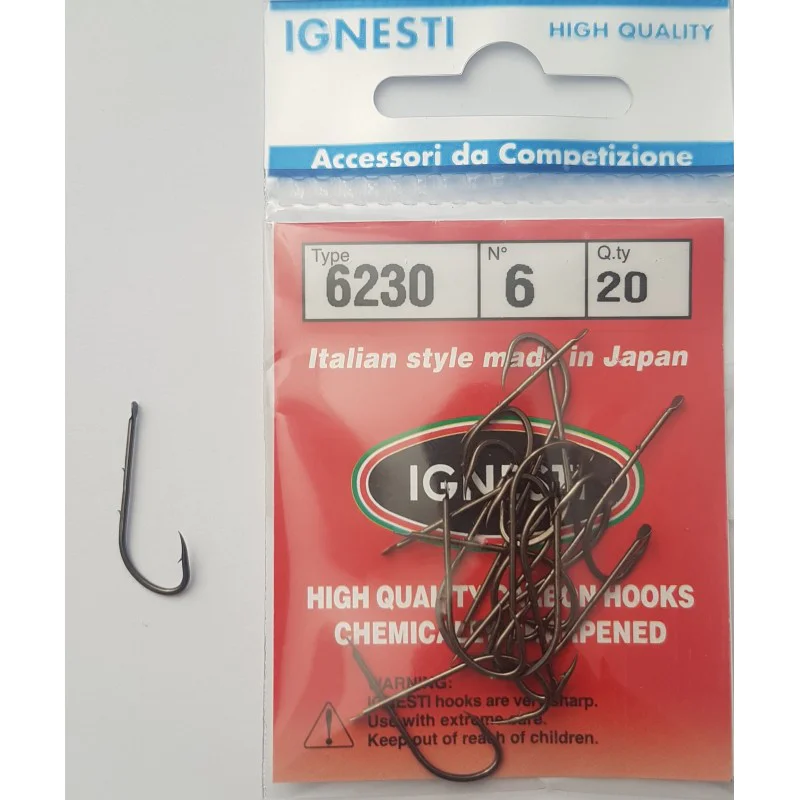 IGNESTI HIGH QUALITY
Accessori da Competizione
Type N° Q.ty
6230 6 20
Italian style made in Japan
IGNESTI
HIGH QUALITY CARBON HOOKS
CHEMICALLY SHARPENED
WARNING:
IGNESTI hooks are very sharp.
Use with extreme care.
Keep out of reach of children.